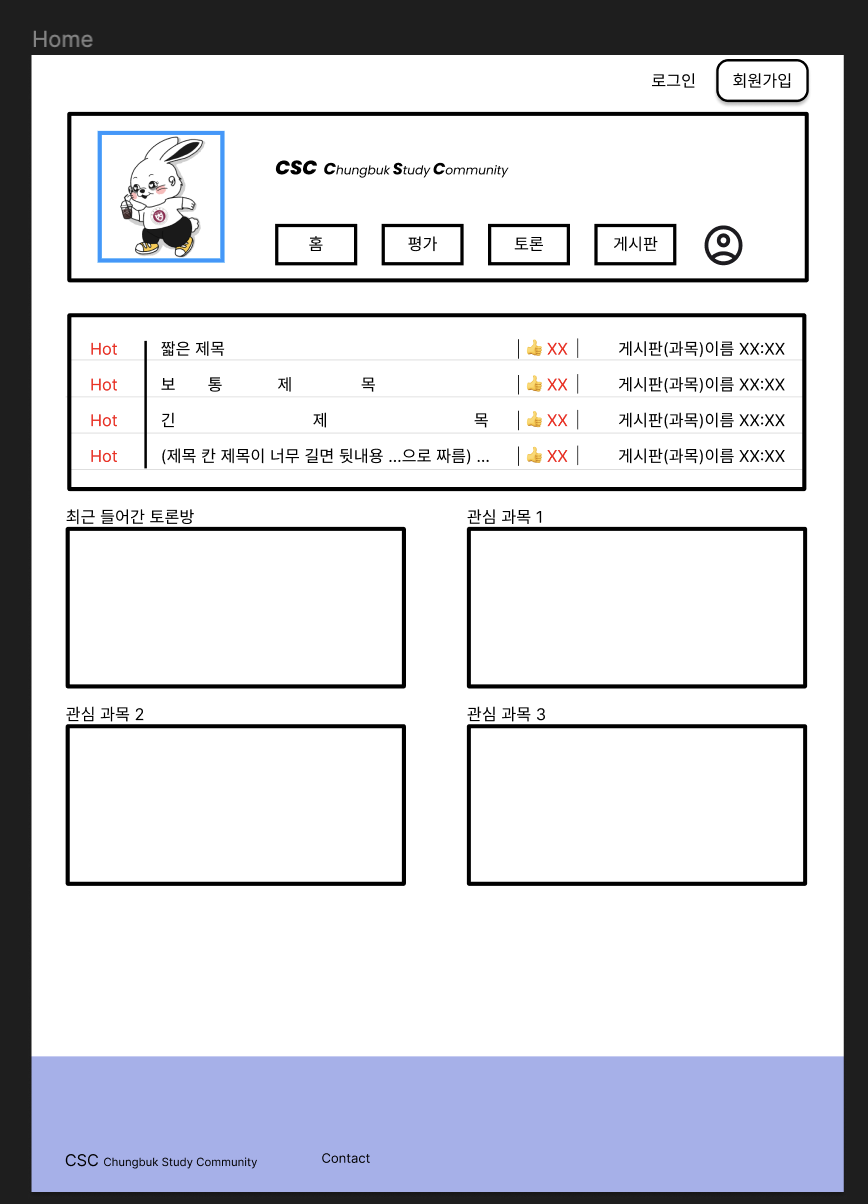 Home
로그인 회원가입
CSC Chungbuk Study Community
홈 평가 토론 게시판
Hot 짧은 제목 | 👍 XX | 게시판(과목)이름 XX:XX
Hot 보 통 제 목 | 👍 XX | 게시판(과목)이름 XX:XX
Hot 긴 제 목 | 👍 XX | 게시판(과목)이름 XX:XX
Hot (제목 칸 제목이 너무 길면 뒷내용 ...으로 짜름) ... | 👍 XX | 게시판(과목)이름 XX:XX
최근 들어간 토론방 관심 과목 1
관심 과목 2 관심 과목 3
CSC Chungbuk Study Community Contact